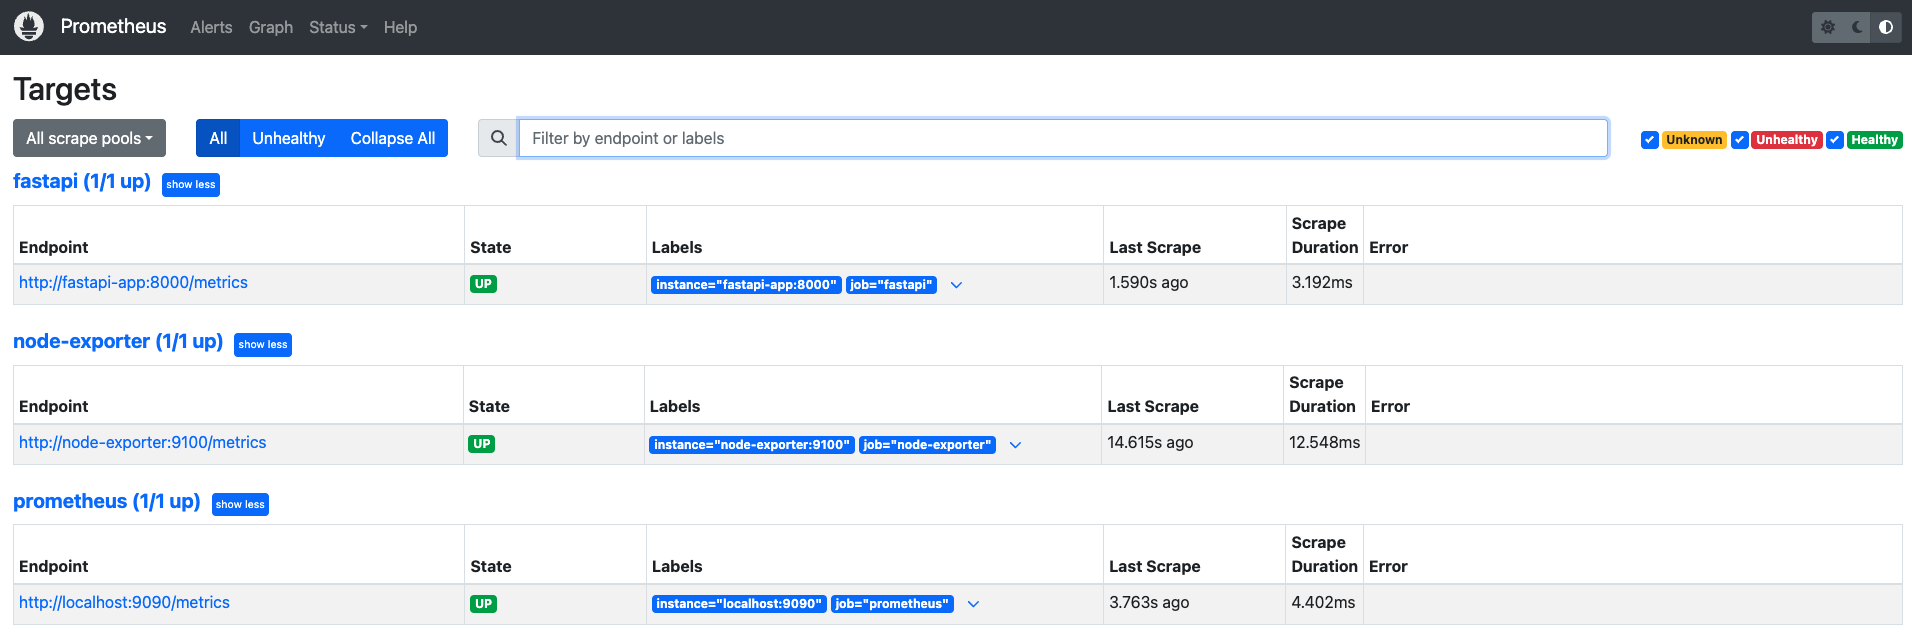 Prometheus Alerts Graph Status Help
Targets
All scrape pools All Unhealthy Collapse All Filter by endpoint or labels Unknown Unhealthy Healthy
fastapi (1/1 up) show less
Endpoint State Labels Last Scrape Scrape Duration Error
http://fastapi-app:8000/metrics UP instance="fastapi-app:8000" job="fastapi" 1.590s ago 3.192ms
node-exporter (1/1 up) show less
Endpoint State Labels Last Scrape Scrape Duration Error
http://node-exporter:9100/metrics UP instance="node-exporter:9100" job="node-exporter" 14.615s ago 12.548ms
prometheus (1/1 up) show less
Endpoint State Labels Last Scrape Scrape Duration Error
http://localhost:9090/metrics UP instance="localhost:9090" job="prometheus" 3.763s ago 4.402ms